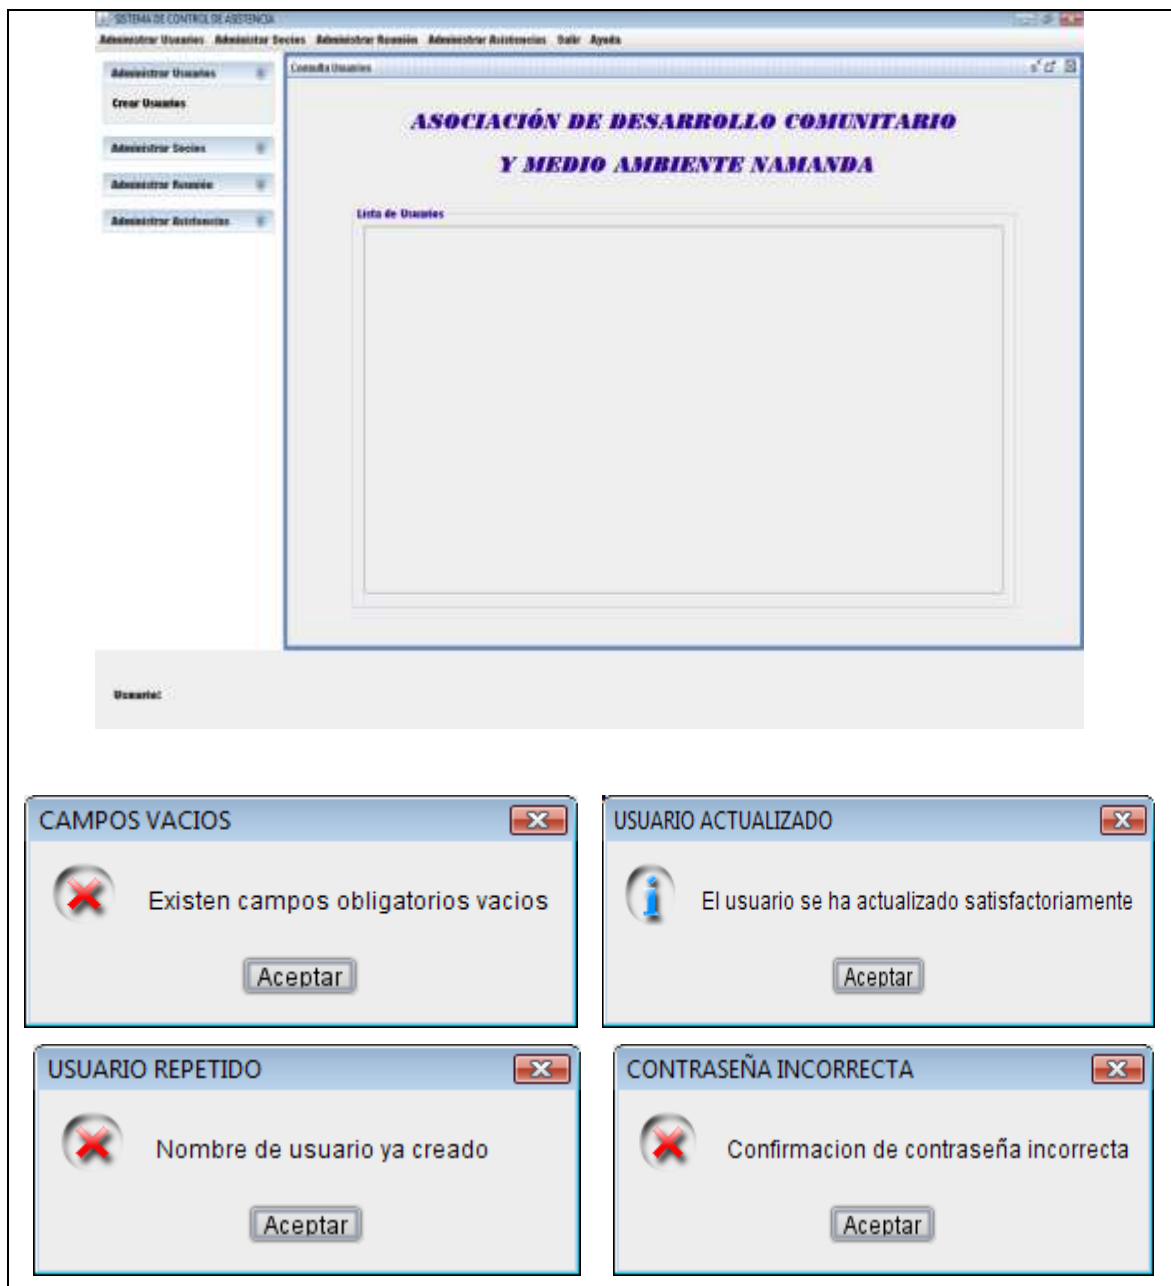 SISTEMA DE CONTROL DE ASISTENCIA
Administrar Usuarios Administar Socios Administrar Reunión Administrar Asistencias Salir Ayuda
Administrar Usuarios
Crear Usuarios
Administrar Socios
Administrar Reunión
Administrar Asistencias
Consulta Usuarios
ASOCIACIÓN DE DESARROLLO COMUNITARIO
Y MEDIO AMBIENTE NAMANDA
Lista de Usuarios
Usuario:
CAMPOS VACIOS
Existen campos obligatorios vacios
Aceptar
USUARIO ACTUALIZADO
El usuario se ha actualizado satisfactoriamente
Aceptar
USUARIO REPETIDO
Nombre de usuario ya creado
Aceptar
CONTRASEÑA INCORRECTA
Confirmacion de contraseña incorrecta
Aceptar